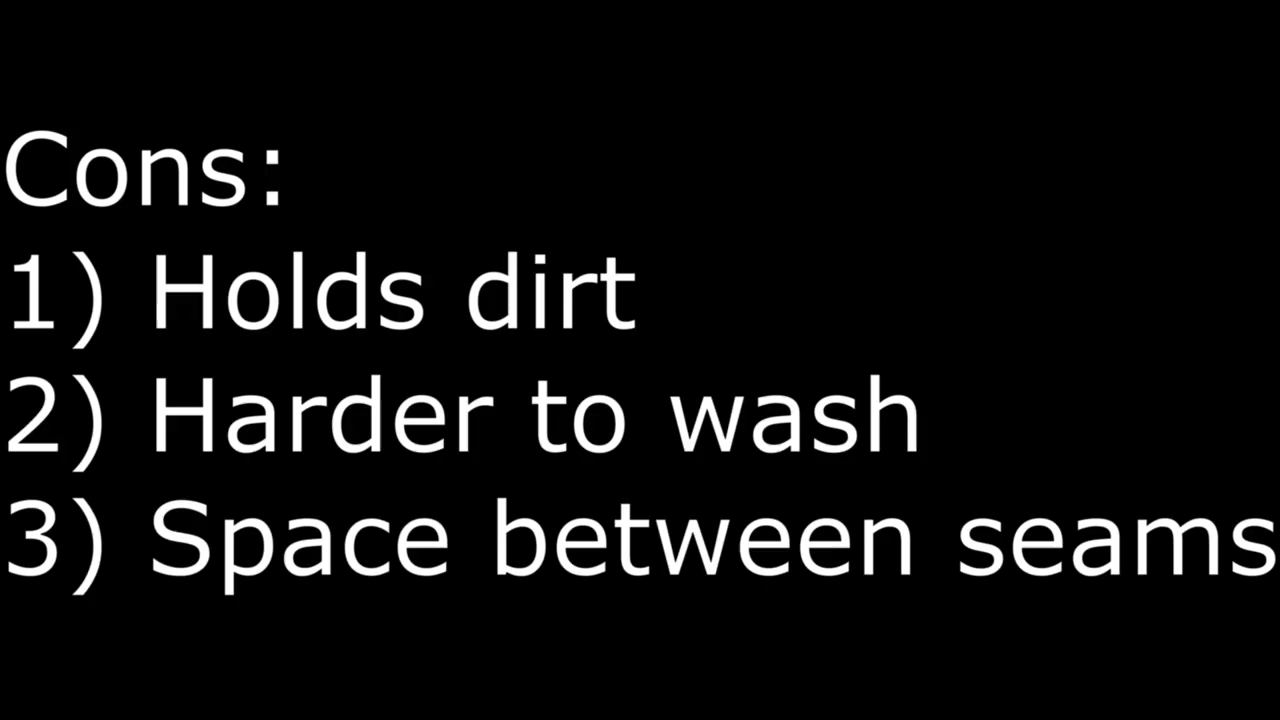 Cons:
1) Holds dirt
2) Harder to wash
3) Space between seams